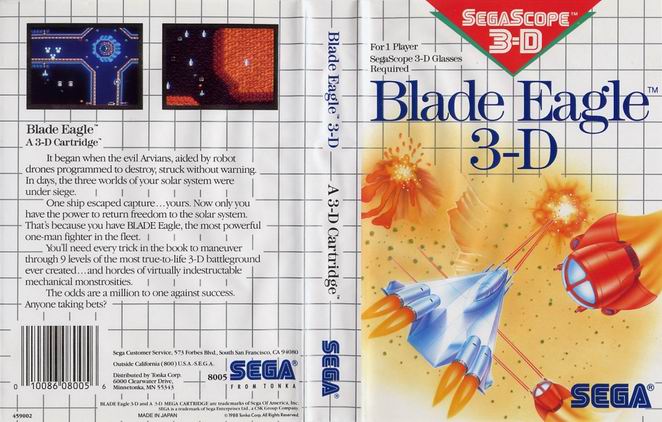 Blade Eagle™
A 3-D Cartridge™
It began when the evil Arvians, aided by robot
drones programmed to destroy, struck without warning.
In days, the three worlds of your solar system were
under siege.
One ship escaped capture...yours. Now only you
have the power to return freedom to the solar system.
That's because you have BLADE Eagle, the most powerful
one-man fighter in the fleet.
You'll need every trick in the book to maneuver
through 9 levels of the most true-to-life 3-D battleground
ever created...and hordes of virtually indestructable
mechanical monstrosities.
The odds are a million to one against success.
Anyone taking bets?
0 10086 08005 6
Sega Customer Service, 573 Forbes Blvd., South San Francisco, CA 94080
Outside California (800) U.S.A.-S.E.G.A.
Distributed by Tonka Corp.
6000 Clearwater Drive,
Minnetonka, MN 55343
8005
SEGA®
FROM TONKA
BLADE Eagle 3-D and A 3-D MEGA CARTRIDGE are trademarks of Sega Of America, Inc.
SEGA is a trademark of Sega Enterprises Ltd., a CSK Group Company.
459002
MADE IN JAPAN
© 1988 Tonka Corp. All Rights Reserved.
Blade Eagle™ 3-D
A 3-D Cartridge™
SEGA®
SEGASCOPE™
3-D
For 1 Player
SegaScope 3-D Glasses
Required
Blade Eagle™
3-D
SEGA®